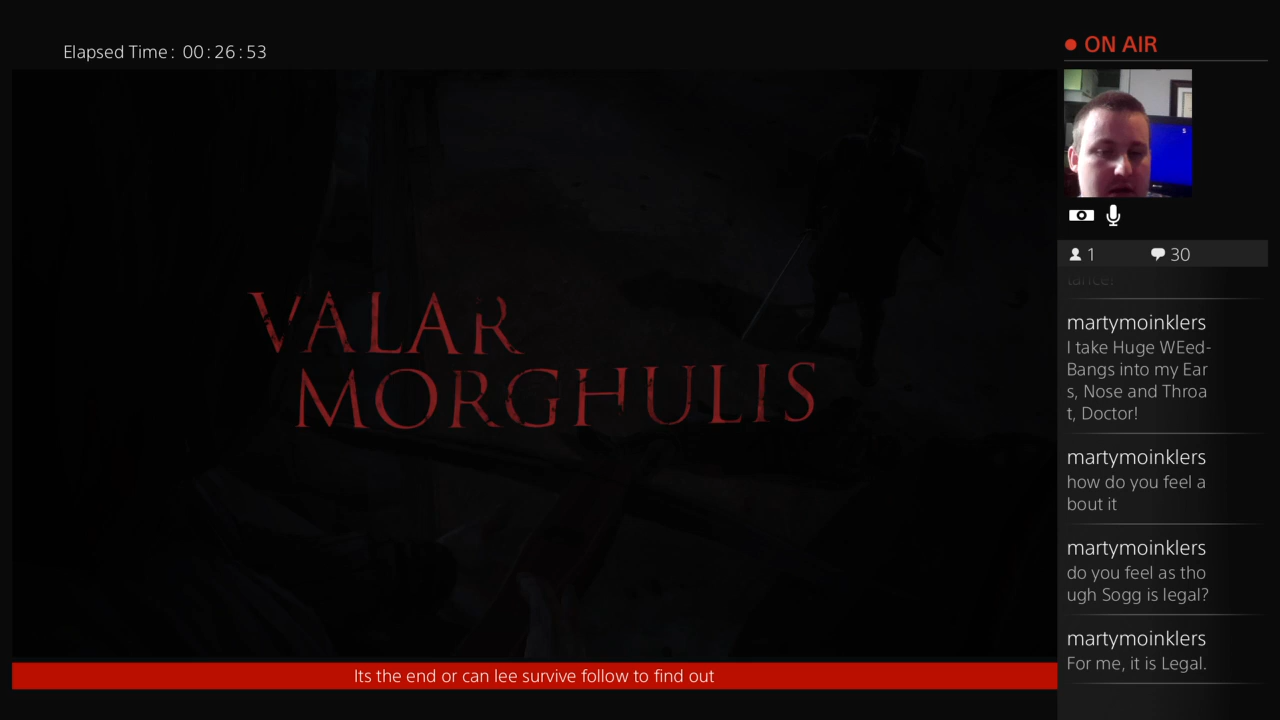 Elapsed Time: 00:26:53
ON AIR
VALAR
MORGHULIS
1 30
tance.
martymoinklers
I take Huge WEed-
Bangs into my Ear
s, Nose and Throa
t, Doctor!
martymoinklers
how do you feel a
bout it
martymoinklers
do you feel as tho
ugh Sogg is legal?
martymoinklers
For me, it is Legal.
Its the end or can lee survive follow to find out